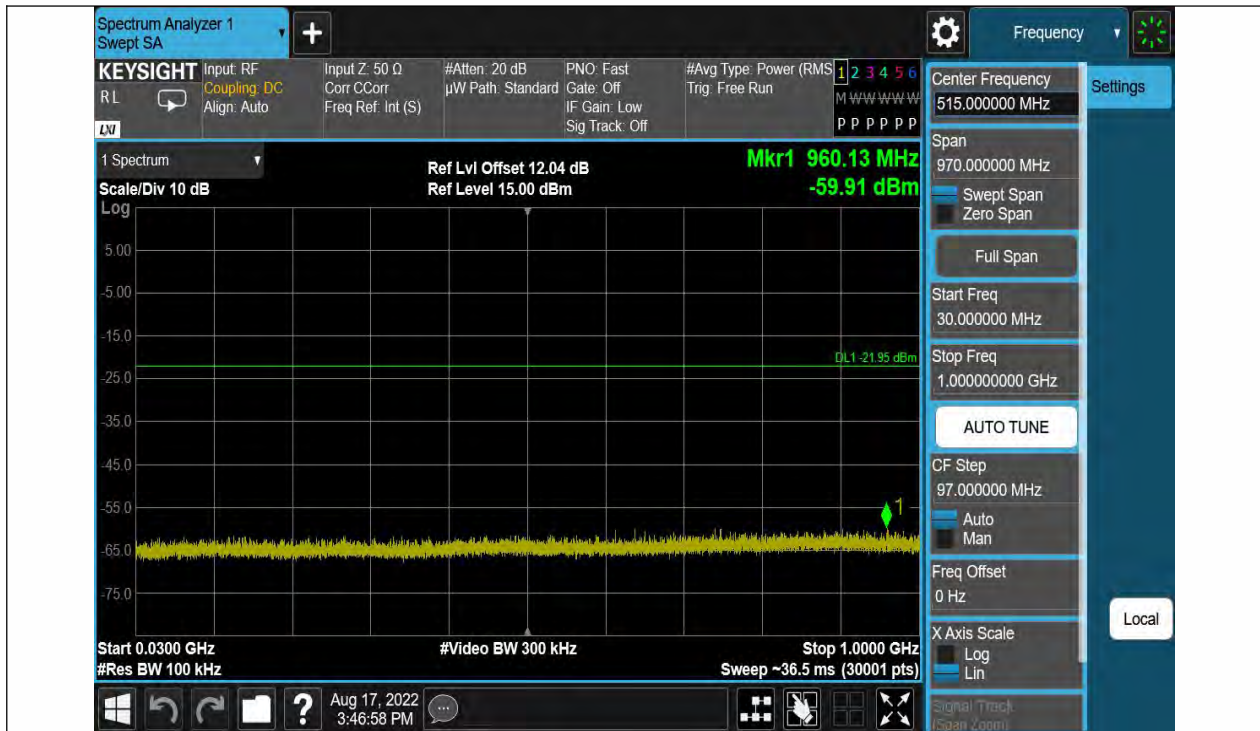 Spectrum Analyzer 1
Swept SA
Frequency
KEYSIGHT
RL
LXI
Input: RF
Coupling: DC
Align: Auto
Input Z: 50 Ω
Corr CCorr
Freq Ref: Int (S)
#Atten: 20 dB
µW Path: Standard
PNO: Fast
Gate: Off
IF Gain: Low
Sig Track: Off
#Avg Type: Power (RMS
Trig: Free Run
1 2 3 4 5 6
M W W W W W
P P P P P P
1 Spectrum
Scale/Div 10 dB
Log
Ref Lvl Offset 12.04 dB
Ref Level 15.00 dBm
Mkr1 960.13 MHz
-59.91 dBm
5.00
-5.00
-15.0
DL1 -21.95 dBm
-25.0
-35.0
-45.0
-55.0
1
-65.0
-75.0
Start 0.0300 GHz
#Res BW 100 kHz
#Video BW 300 kHz
Stop 1.0000 GHz
Sweep ~36.5 ms (30001 pts)
Aug 17, 2022
3:46:58 PM
Center Frequency
515.000000 MHz
Span
970.000000 MHz
Swept Span
Zero Span
Full Span
Start Freq
30.000000 MHz
Stop Freq
1.000000000 GHz
AUTO TUNE
CF Step
97.000000 MHz
Auto
Man
Freq Offset
0 Hz
X Axis Scale
Log
Lin
Signal Track
(Span Zoom)
Settings
Local